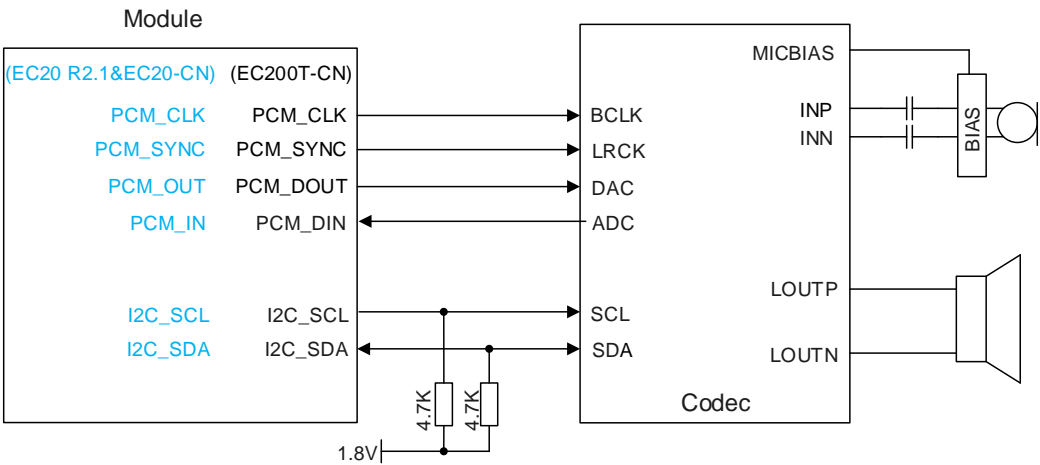 Module
(EC20 R2.1&EC20-CN) (EC200T-CN)
PCM_CLK PCM_CLK
PCM_SYNC PCM_SYNC
PCM_OUT PCM_DOUT
PCM_IN PCM_DIN
I2C_SCL I2C_SCL
I2C_SDA I2C_SDA
4.7K 4.7K
1.8V
BCLK
LRCK
DAC
ADC
SCL
SDA
Codec
MICBIAS
INP
INN
BIAS
LOUTP
LOUTN